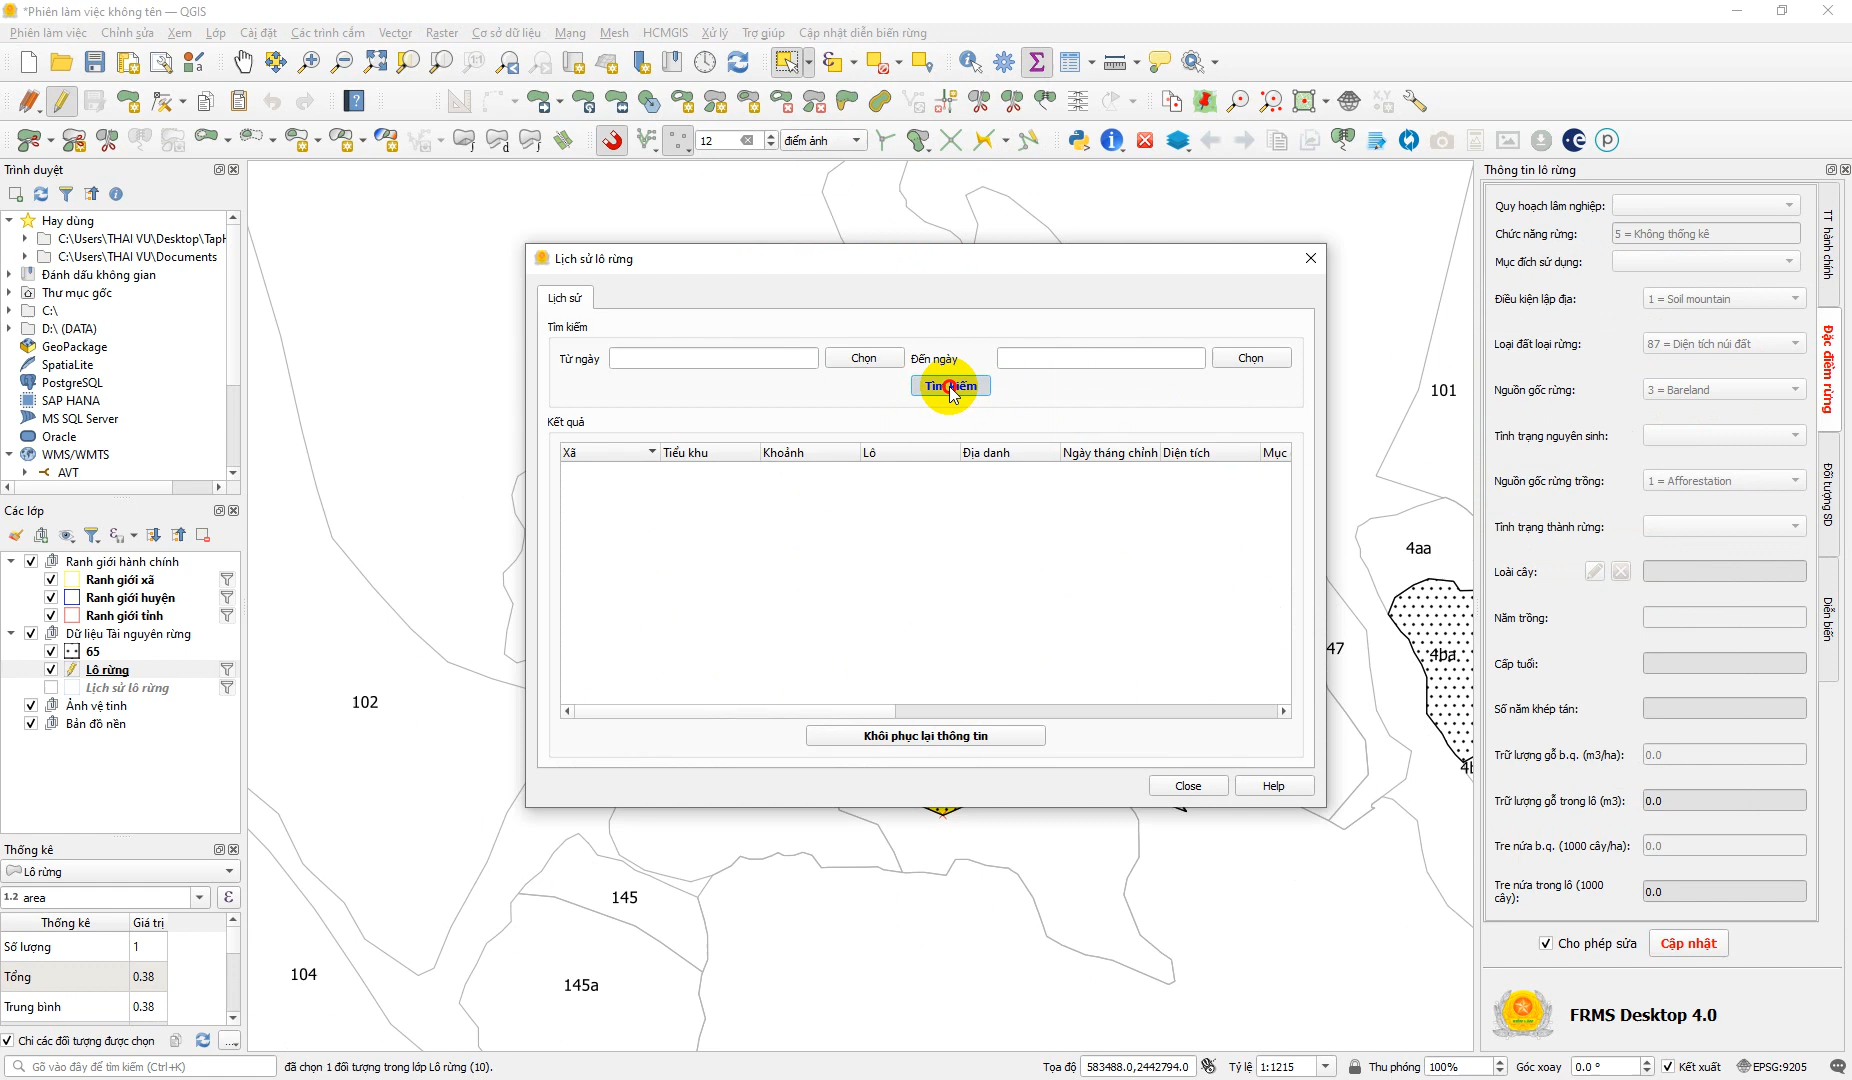 *Phiên làm việc không tên — QGIS
Phiên làm việc Chỉnh sửa Xem Lớp Cài đặt Các trình cắm Vector Raster Cơ sở dữ liệu Mạng Mesh HCMGIS Xử lý Trợ giúp Cập nhật diễn biến rừng
12 điểm ảnh
Trình duyệt
Hay dùng
C:\Users\THAI VU\Desktop\TapH
C:\Users\THAI VU\Documents
Đánh dấu không gian
Thư mục gốc
C:\
D:\ (DATA)
GeoPackage
SpatiaLite
PostgreSQL
SAP HANA
MS SQL Server
Oracle
WMS/WMTS
AVT
Các lớp
Ranh giới hành chính
Ranh giới xã
Ranh giới huyện
Ranh giới tỉnh
Dữ liệu Tài nguyên rừng
65
Lô rừng
Lịch sử lô rừng
Ảnh vệ tinh
Bản đồ nền
Thống kê
Lô rừng
1.2 area
ε
Thống kê Giá trị
Số lượng 1
Tổng 0.38
Trung bình 0.38
Chỉ các đối tượng được chọn
...
101
4aa
47
4ba
102
145
104
145a
Lịch sử lô rừng
Lịch sử
Tìm kiếm
Từ ngày Chọn Đến ngày Chọn
Tìm kiếm
Kết quả
Xã Tiểu khu Khoảnh Lô Địa danh Ngày tháng chỉnh Diện tích Mục
Khôi phục lại thông tin
Close Help
Thông tin lô rừng
Quy hoạch lâm nghiệp:
Chức năng rừng: 5 = Không thống kê
Mục đích sử dụng:
Điều kiện lập địa: 1 = Soil mountain
Loại đất loại rừng: 87 = Diện tích núi đất
Nguồn gốc rừng: 3 = Bareland
Tình trạng nguyên sinh:
Nguồn gốc rừng trồng: 1 = Afforestation
Tình trạng thành rừng:
Loài cây:
Năm trồng:
Cấp tuổi:
Số năm khép tán:
Trữ lượng gỗ b.q. (m3/ha): 0.0
Trữ lượng gỗ trong lô (m3): 0.0
Tre nứa b.q. (1000 cây/ha): 0.0
Tre nứa trong lô (1000 cây): 0.0
TT hành chính
Đặc điểm rừng
Đối tượng SD
Diễn biến
Cho phép sửa Cập nhật
FRMS Desktop 4.0
Gõ vào đây để tìm kiếm (Ctrl+K) đã chọn 1 đối tượng trong lớp Lô rừng (10). Tọa độ 583488.0,2442794.0 Tỷ lệ 1:1215 Thu phóng 100% Góc xoay 0.0 ° Kết xuất EPSG:9205